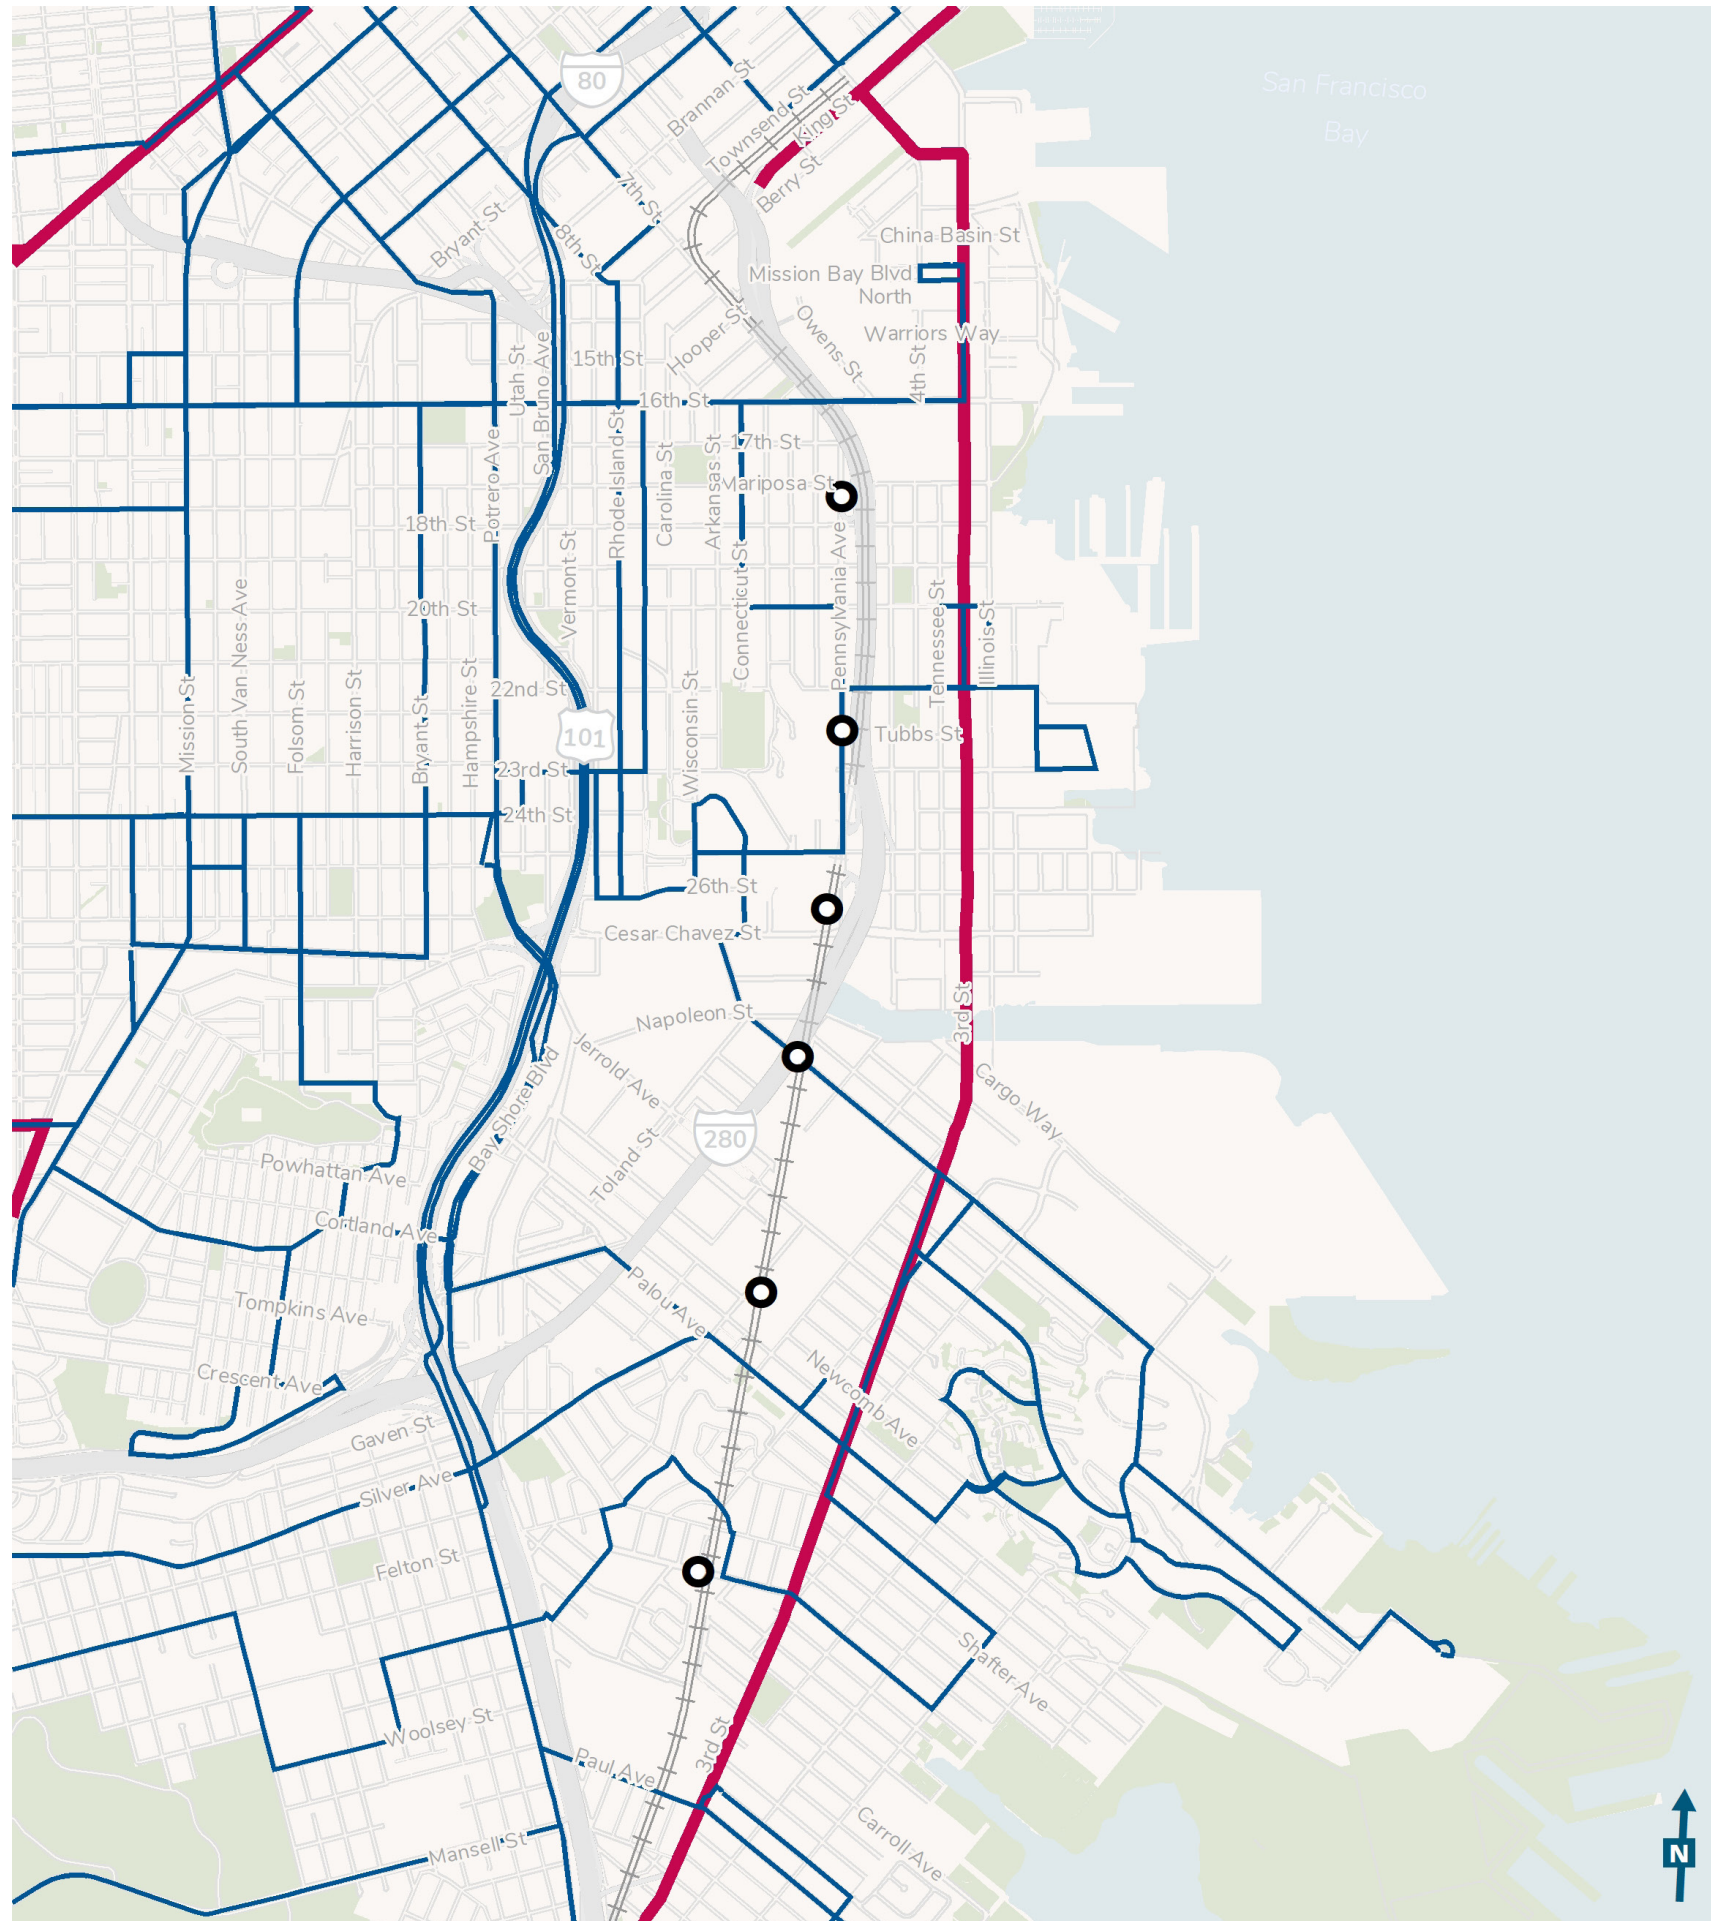 80
San Francisco
Bay
Brannan St
Townsend St
King St
Berry St
7th St
Bryant St
8th St
China Basin St
Mission Bay Blvd
North
Owens St
Hooper St
Warriors Way
15th St
4th St
Utah St
San Bruno Ave
16th St
17th St
Mariposa St
Potrero Ave
Rhode Island St
Carolina St
Arkansas St
18th St
Vermont St
Connecticut St
Pennsylvania Ave
20th St
Tennessee St
Illinois St
Mission St
South Van Ness Ave
Folsom St
Harrison St
Bryant St
Hampshire St
22nd St
Wisconsin St
101
Tubbs St
23rd St
24th St
26th St
Cesar Chavez St
Napoleon St
3rd St
Jerrold Ave
Bay Shore Blvd
Cargo Way
280
Toland St
Powhattan Ave
Cortland Ave
Palou Ave
Tompkins Ave
Newcomb Ave
Crescent Ave
Gaven St
Silver Ave
Felton St
Shafter Ave
Woolsey St
3rd St
Paul Ave
Mansell St
Carroll Ave
N